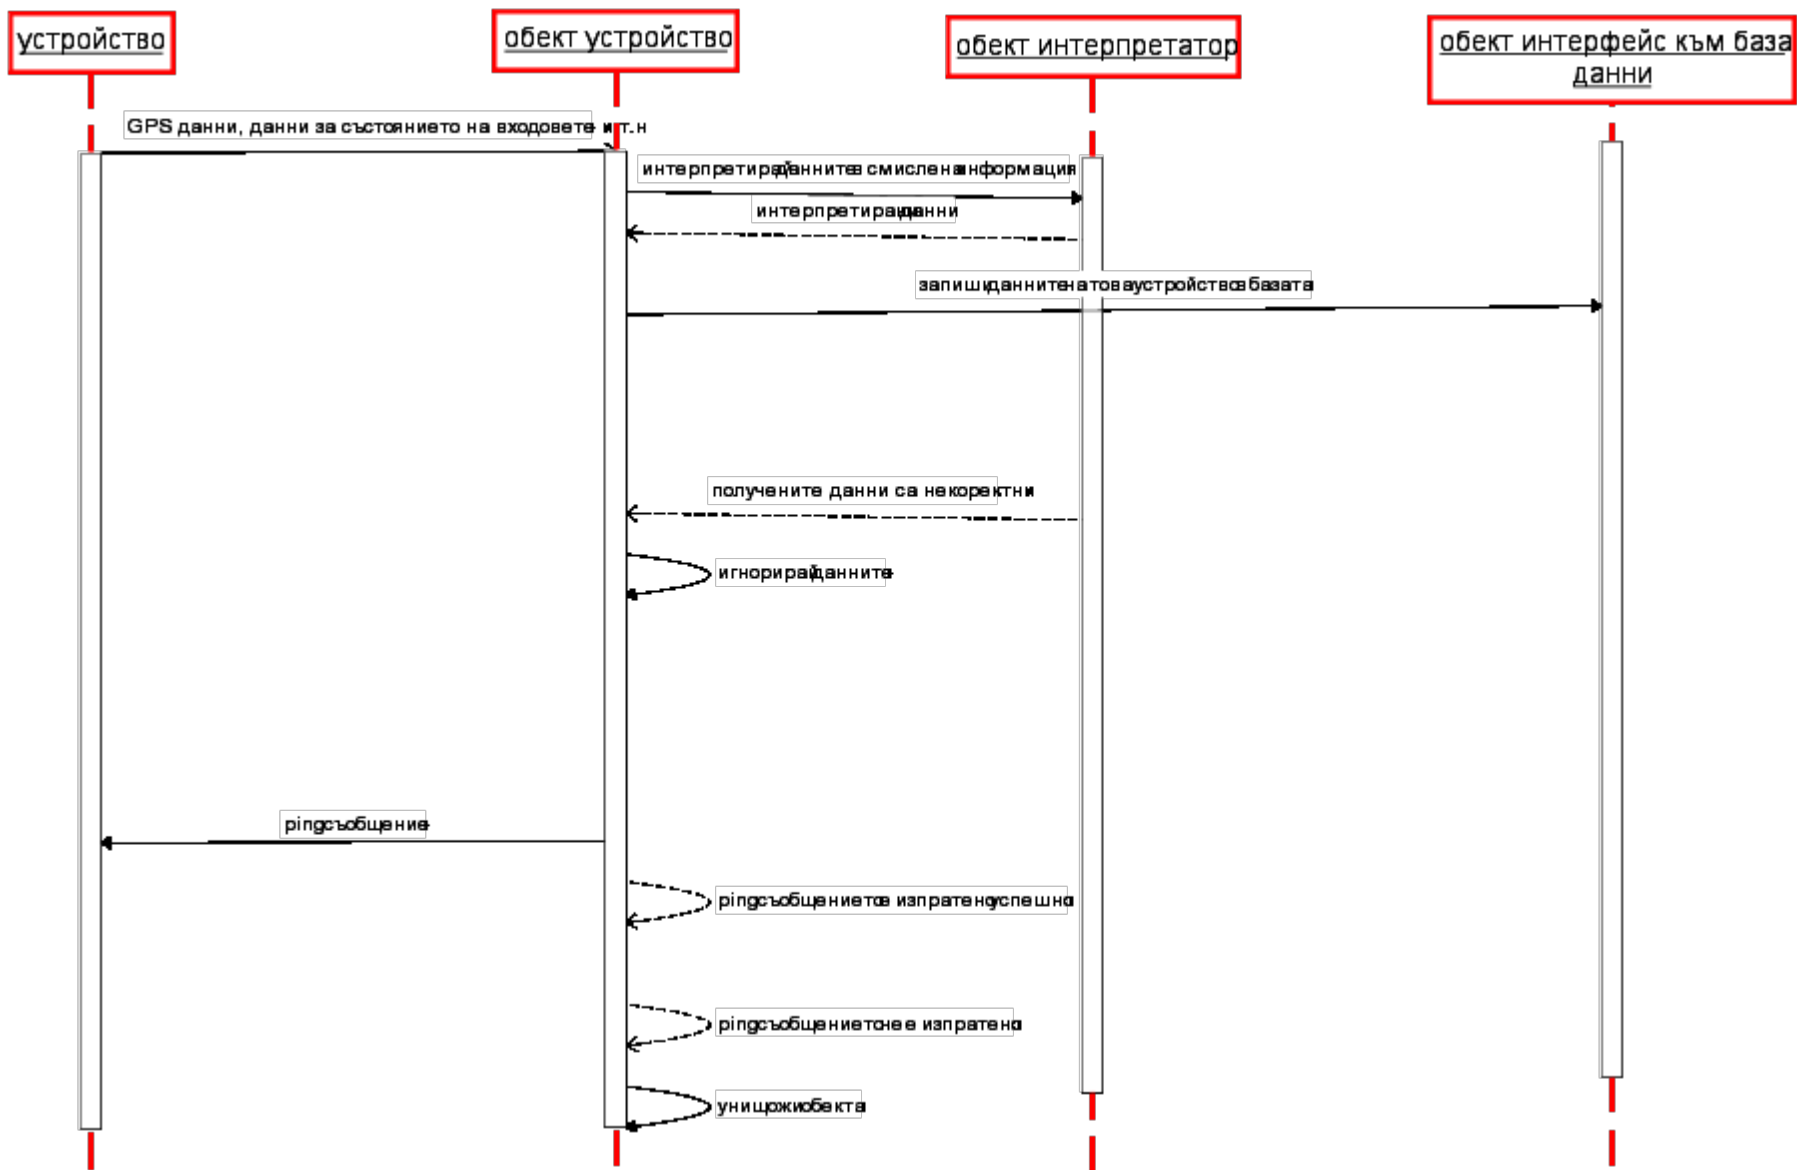 устройство
обект устройство
обект интерпретатор
обект интерфейс към база
данни
GPS данни, данни за състоянието на входовете и т.н
интерпретирай данните в смислена информация
интерпретирани данни
запиши данните на това устройство в базата
получените данни са некоректни
игнорирай данните
ping съобщение
ping съобщението е изпратено успешно
ping съобщението не е изпратено
унищожи обекта